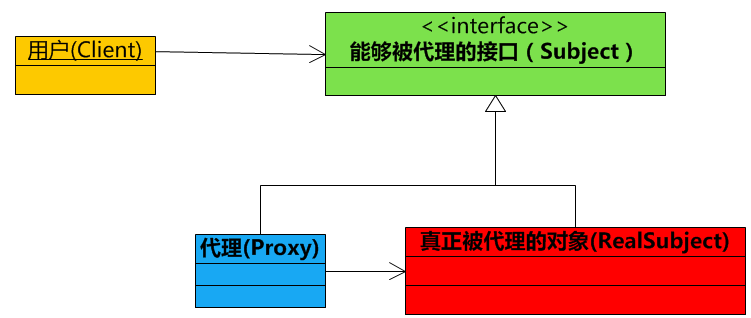 用户(Client)
<<interface>>
能够被代理的接口（Subject）
代理(Proxy)
真正被代理的对象(RealSubject)